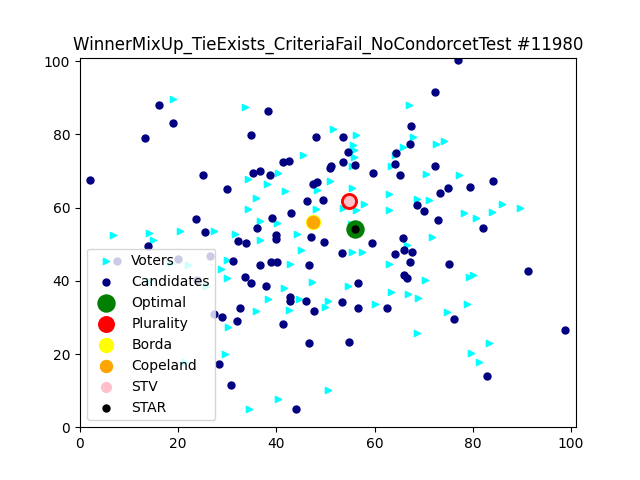 WinnerMixUp_TieExists_CriteriaFail_NoCondorcetTest #11980
100
80
60
40
20
0
Voters
Candidates
Optimal
Plurality
Borda
Copeland
STV
STAR
0 20 40 60 80 100